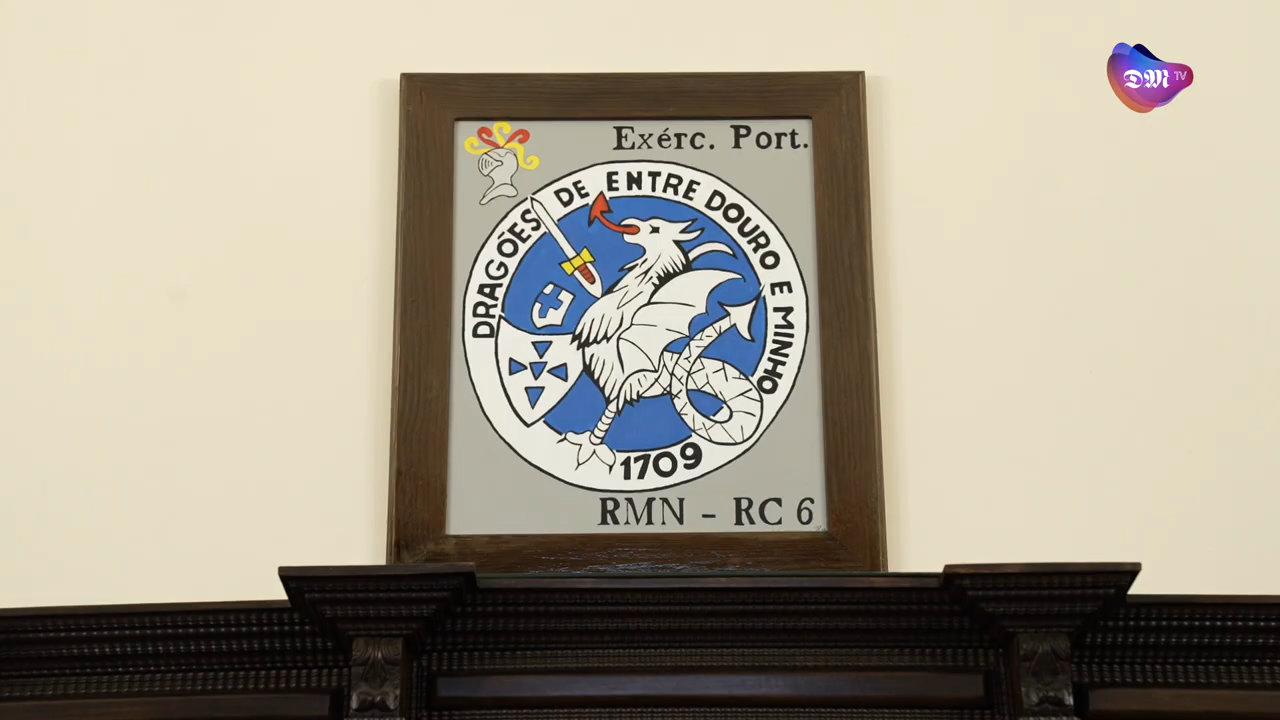 DM TV
Exérc. Port.
DRAGÕES DE ENTRE DOURO E MINHO
1709
RMN - RC 6